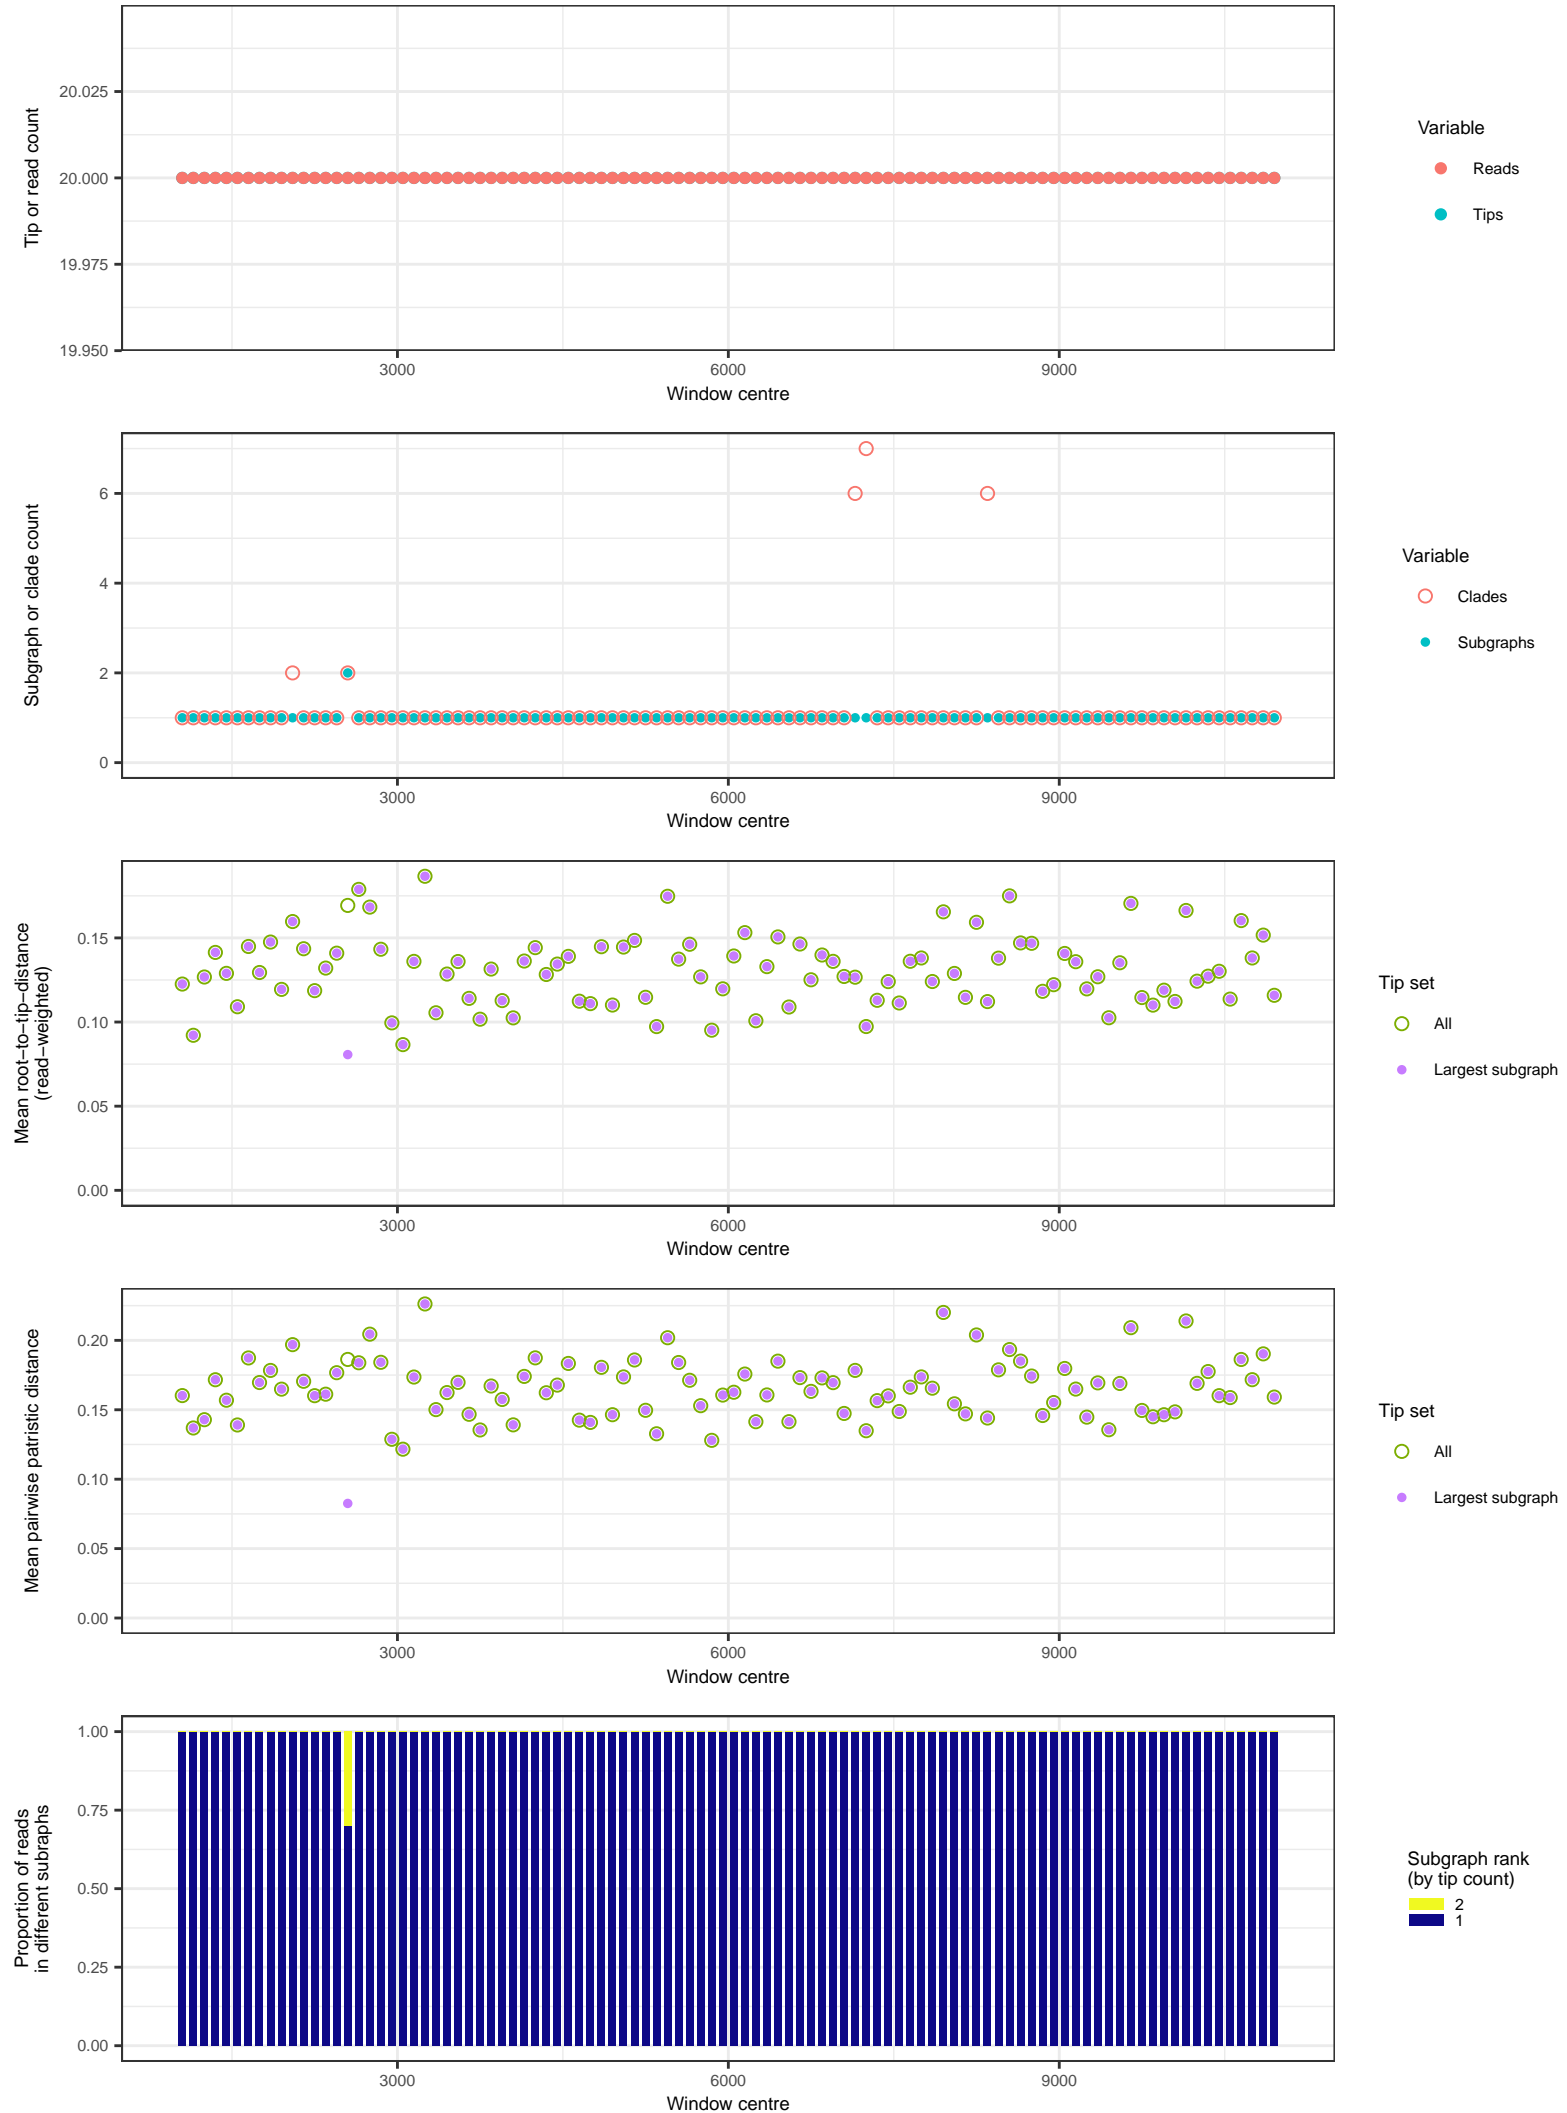 Tip or read count
20.025
20.000
19.975
19.950
3000
6000
9000
Window centre
Variable
Reads
Tips
Subgraph or clade count
6
4
2
0
3000
6000
9000
Window centre
Variable
Clades
Subgraphs
Mean root−to−tip−distance
(read−weighted)
0.15
0.10
0.05
0.00
3000
6000
9000
Window centre
Tip set
All
Largest subgraph
Mean pairwise patristic distance
0.20
0.15
0.10
0.05
0.00
3000
6000
9000
Window centre
Tip set
All
Largest subgraph
Proportion of reads
in different subraphs
1.00
0.75
0.50
0.25
0.00
3000
6000
9000
Window centre
Subgraph rank
(by tip count)
2
1